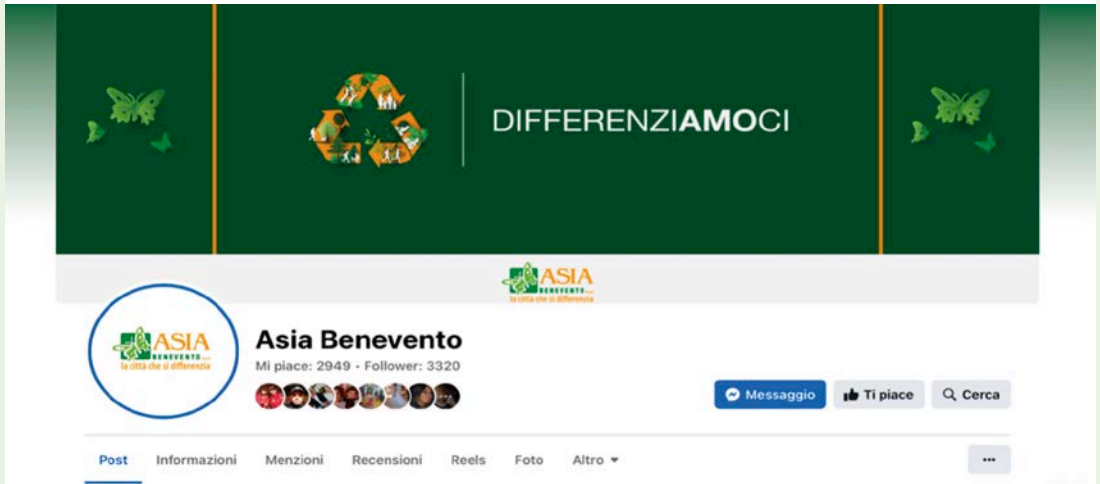 DIFFERENZIAMOCI
ASIA
BENEVENTO
la città che si differenzia
ASIA
BENEVENTO
la città che si differenzia
Asia Benevento
Mi piace: 2949 • Follower: 3320
Messaggio
Ti piace
Cerca
Post
Informazioni
Menzioni
Recensioni
Reels
Foto
Altro